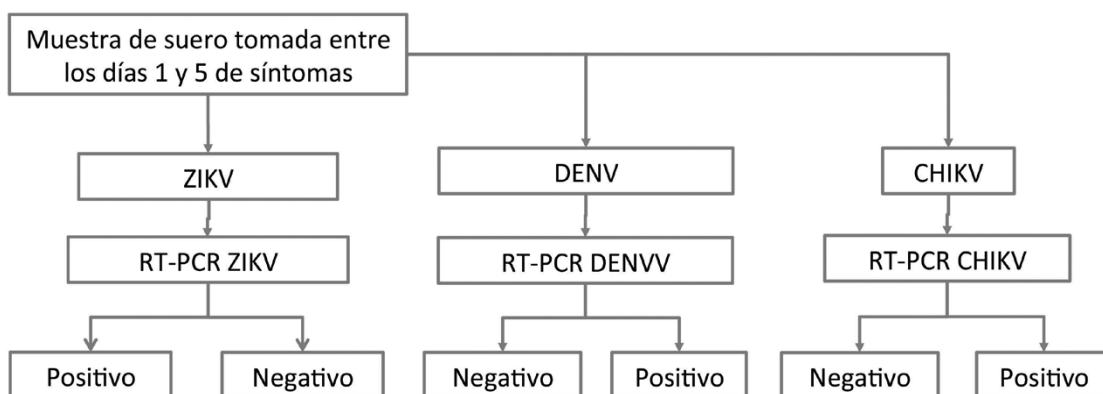 Muestra de suero tomada entre
los días 1 y 5 de síntomas
ZIKV
DENV
CHIKV
RT-PCR ZIKV
RT-PCR DENVV
RT-PCR CHIKV
Positivo
Negativo
Negativo
Positivo
Negativo
Positivo